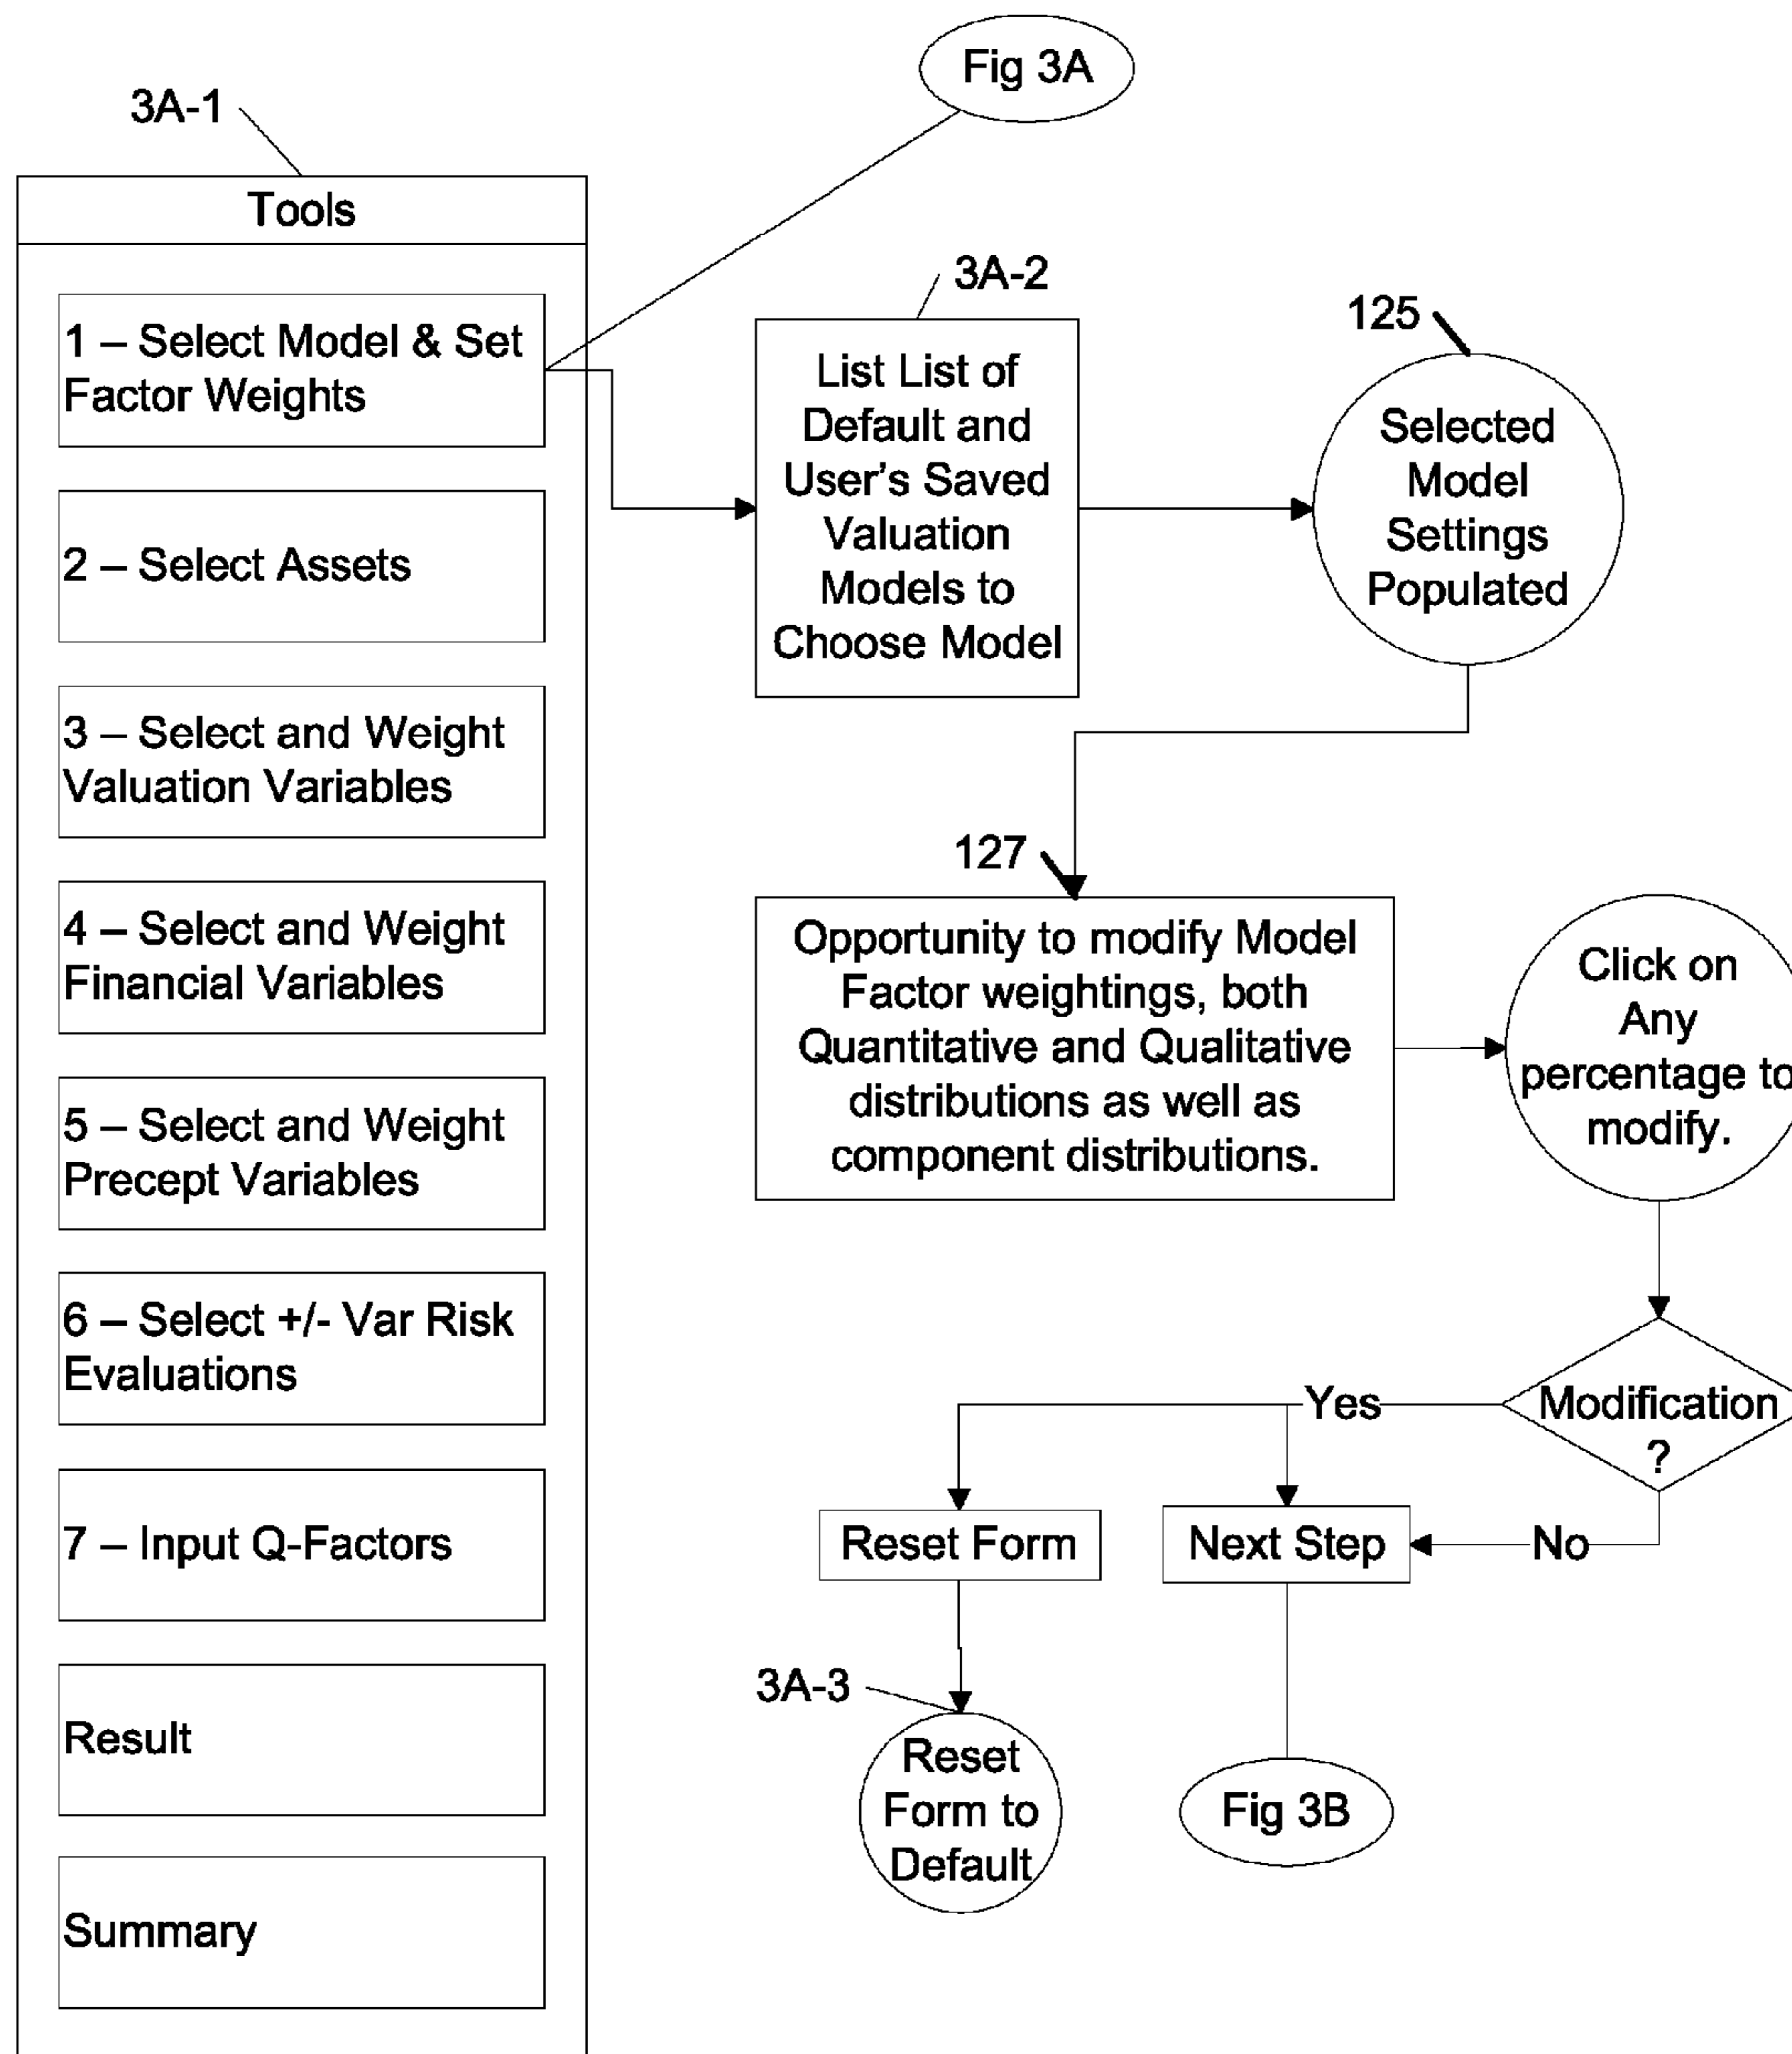 Fig 3A
3A-1
Tools
1 – Select Model & Set
Factor Weights
2 – Select Assets
3 – Select and Weight
Valuation Variables
4 – Select and Weight
Financial Variables
5 – Select and Weight
Precept Variables
6 – Select +/- Var Risk
Evaluations
7 – Input Q-Factors
Result
Summary
3A-2
List List of
Default and
User's Saved
Valuation
Models to
Choose Model
125
Selected
Model
Settings
Populated
127
Opportunity to modify Model
Factor weightings, both
Quantitative and Qualitative
distributions as well as
component distributions.
Click on
Any
percentage to
modify.
Modification
?
Yes
No
Reset Form
Next Step
3A-3
Reset
Form to
Default
Fig 3B